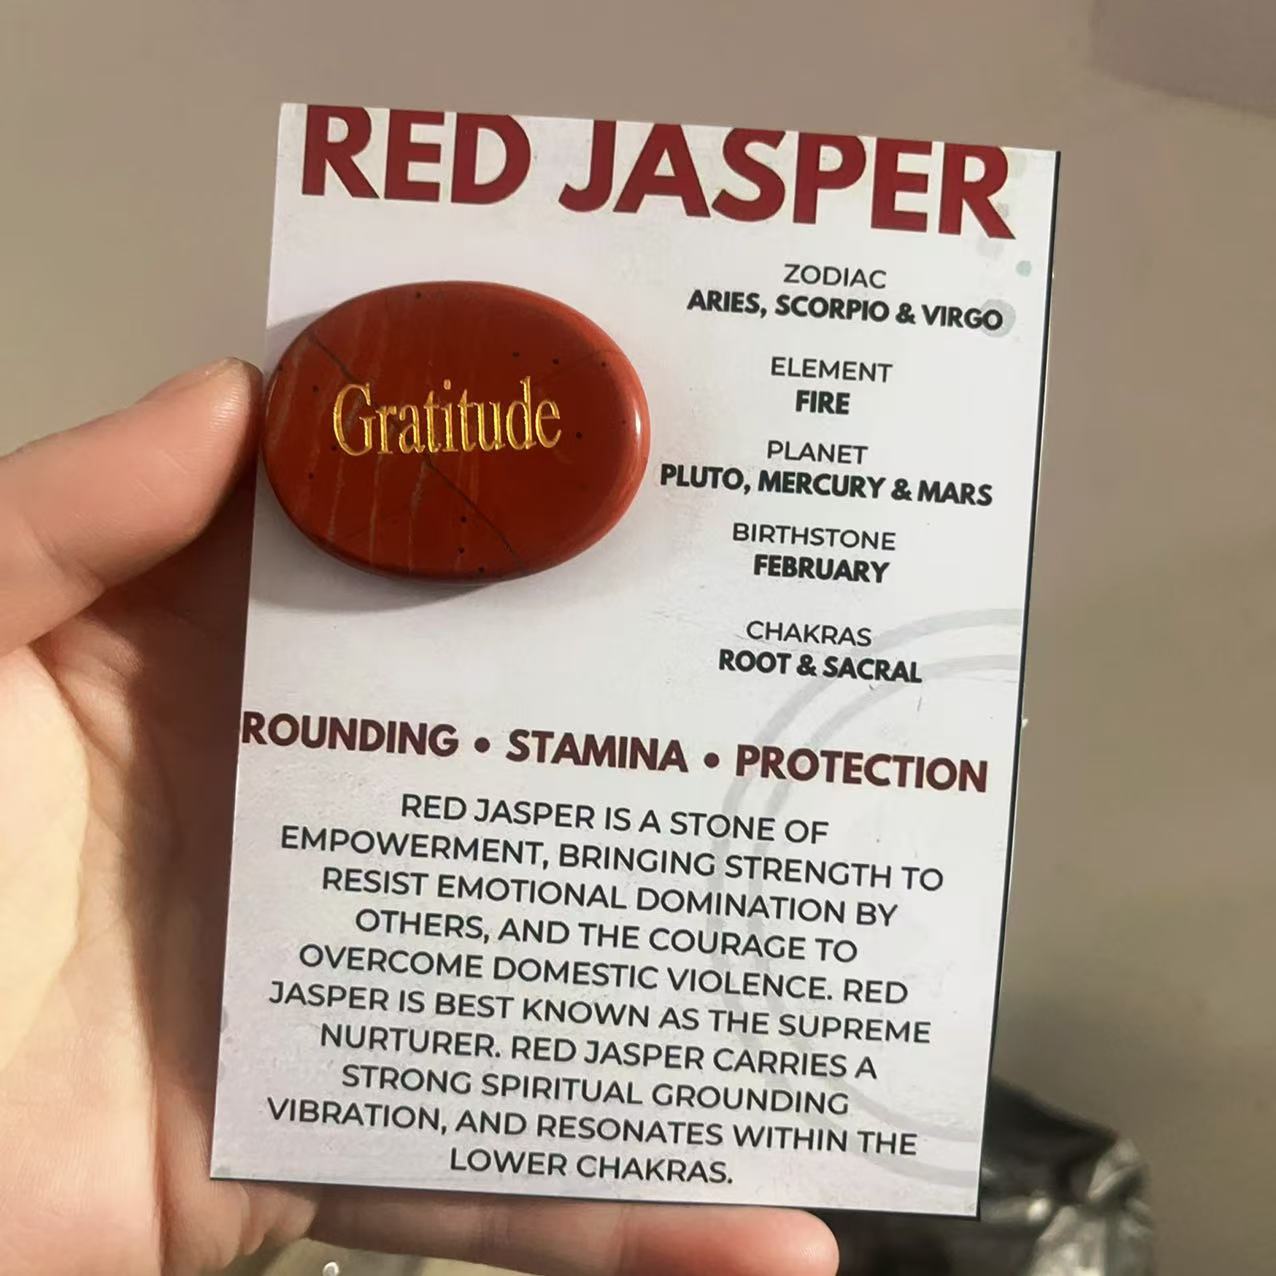 RED JASPER
Gratitude
ZODIAC
ARIES, SCORPIO & VIRGO
ELEMENT
FIRE
PLANET
PLUTO, MERCURY & MARS
BIRTHSTONE
FEBRUARY
CHAKRAS
ROOT & SACRAL
ROUNDING • STAMINA • PROTECTION
RED JASPER IS A STONE OF
EMPOWERMENT, BRINGING STRENGTH TO
RESIST EMOTIONAL DOMINATION BY
OTHERS, AND THE COURAGE TO
OVERCOME DOMESTIC VIOLENCE. RED
JASPER IS BEST KNOWN AS THE SUPREME
NURTURER. RED JASPER CARRIES A
STRONG SPIRITUAL GROUNDING
VIBRATION, AND RESONATES WITHIN THE
LOWER CHAKRAS.